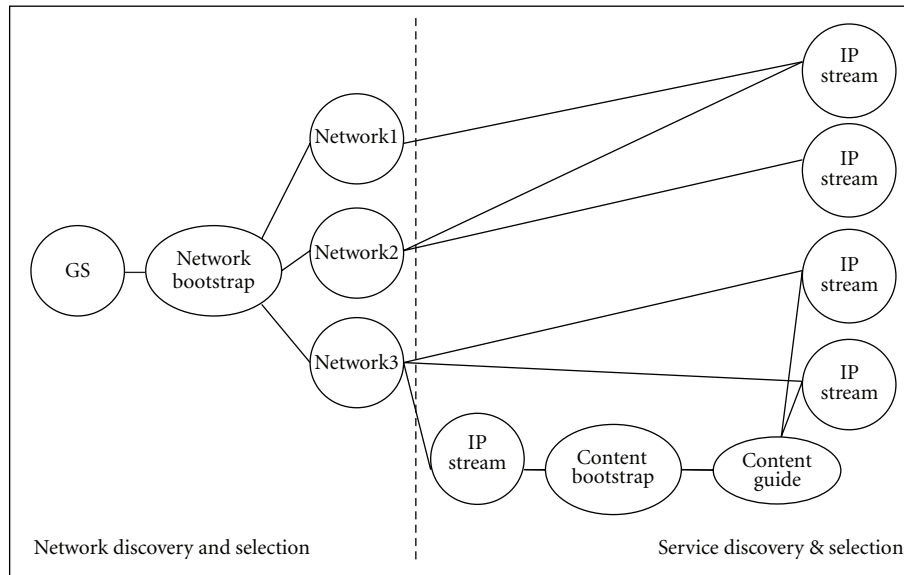 GS
Network
bootstrap
Network1
Network2
Network3
IP
stream
IP
stream
IP
stream
IP
stream
IP
stream
Content
bootstrap
Content
guide
Network discovery and selection
Service discovery & selection